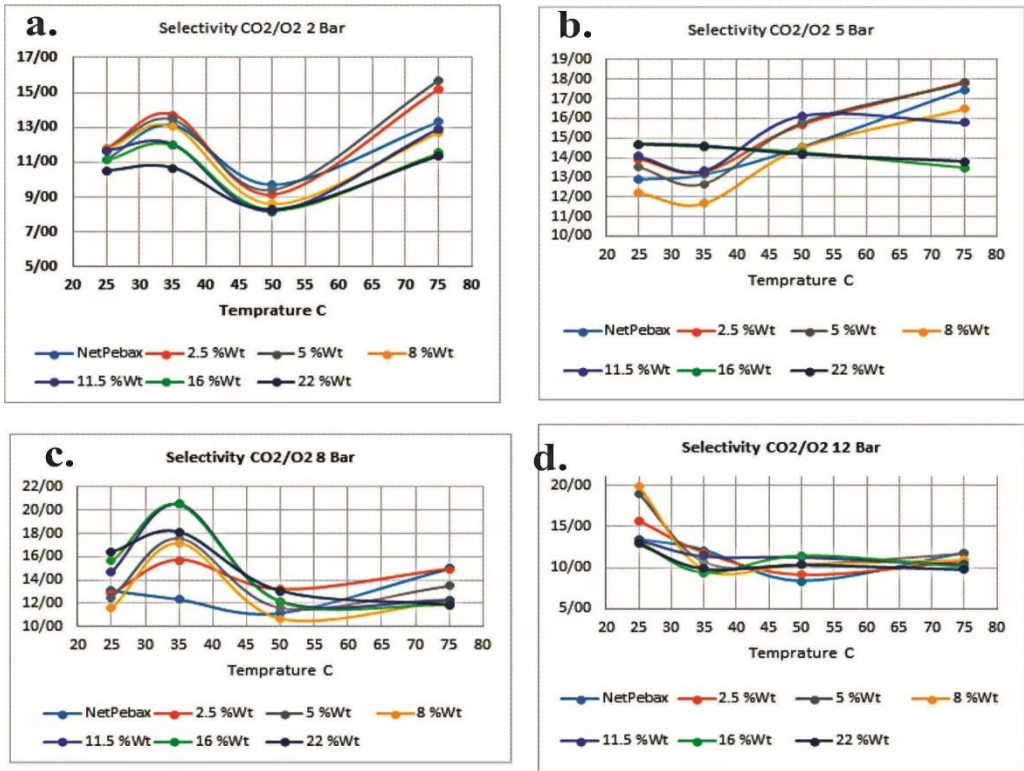 a.
Selectivity CO2/O2 2 Bar
17/00
15/00
13/00
11/00
9/00
7/00
5/00
20 25 30 35 40 45 50 55 60 65 70 75 80
Temprature C
NetPebax 2.5 %Wt 5 %Wt 8 %Wt
11.5 %Wt 16 %Wt 22 %Wt
b.
Selectivity CO2/O2 5 Bar
19/00
18/00
17/00
16/00
15/00
14/00
13/00
12/00
11/00
10/00
20 25 30 35 40 45 50 55 60 65 70 75 80
Temprature C
NetPebax 2.5 %Wt 5 %Wt 8 %Wt
11.5 %Wt 16 %Wt 22 %Wt
c.
Selectivity CO2/O2 8 Bar
22/00
20/00
18/00
16/00
14/00
12/00
10/00
20 25 30 35 40 45 50 55 60 65 70 75 80
Temprature C
NetPebax 2.5 %Wt 5 %Wt 8 %Wt
11.5 %Wt 16 %Wt 22 %Wt
d.
Selectivity CO2/O2 12 Bar
20/00
15/00
10/00
5/00
20 25 30 35 40 45 50 55 60 65 70 75 80
Temprature C
NetPebax 2.5 %Wt 5 %Wt 8 %Wt
11.5 %Wt 16 %Wt 22 %Wt